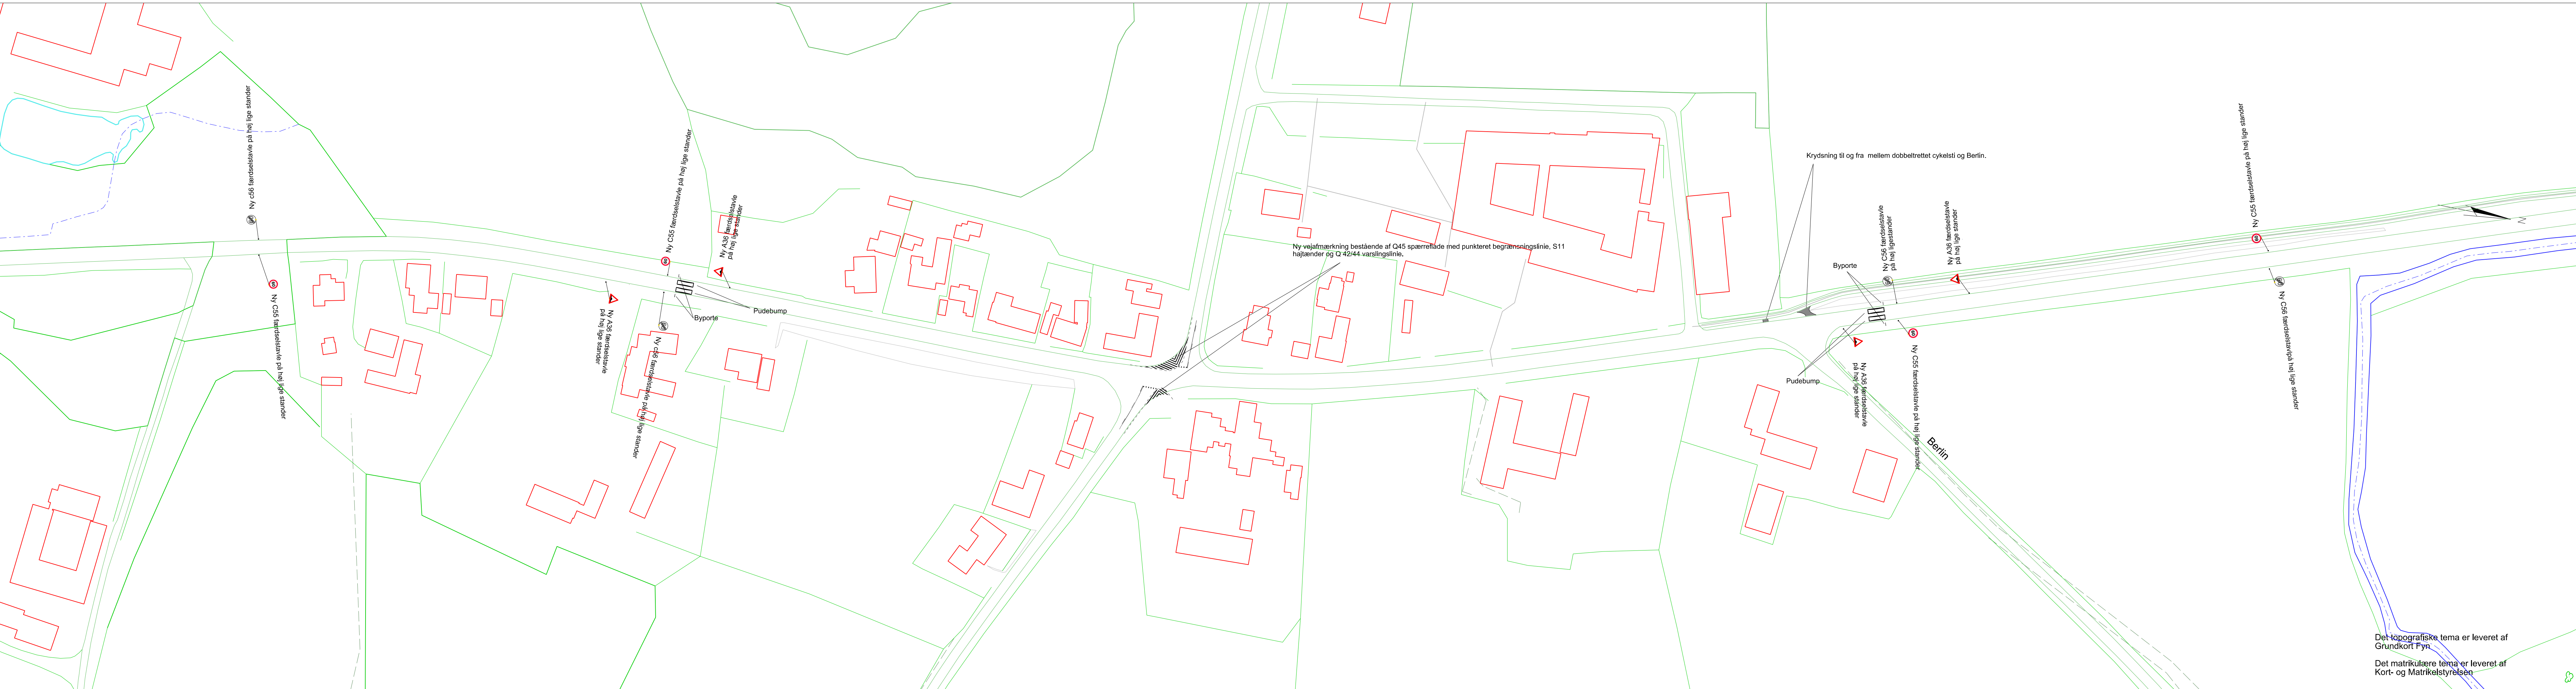 Ny c56 færdselstavle på høj lige stander
Ny C55 færdselstavle på høj lige stander
Ny C55 færdselstavle på høj lige stander
Ny A36 færdselstavle
på høj lige stander
Ny A36 færdselstavle
på høj lige stander
Ny c56 færdselstavle på høj lige stander
Byporte
Pudebump
Ny vejafmærkning bestående af Q45 spærreflade med punkteret begrænsningslinie, S11
hajtænder og Q 42/44 varslingslinie.
Krydsning til og fra mellem dobbeltrettet cykelsti og Berlin.
Byporte
Pudebump
Ny C56 færdselstavle
på høj ligestander
Ny A36 færdselstavle
på høj lige stander
Ny A36 færdselstavle
på høj lige stander
Ny C55 færdselstavle på høj lige stander
Berlin
Ny C55 færdselstavle på høj lige stander
Ny C56 færdselstavlpå høj lige stander
N
Det topografiske tema er leveret af
Grundkort Fyn
Det matrikulære tema er leveret af
Kort- og Matrikelstyrelsen